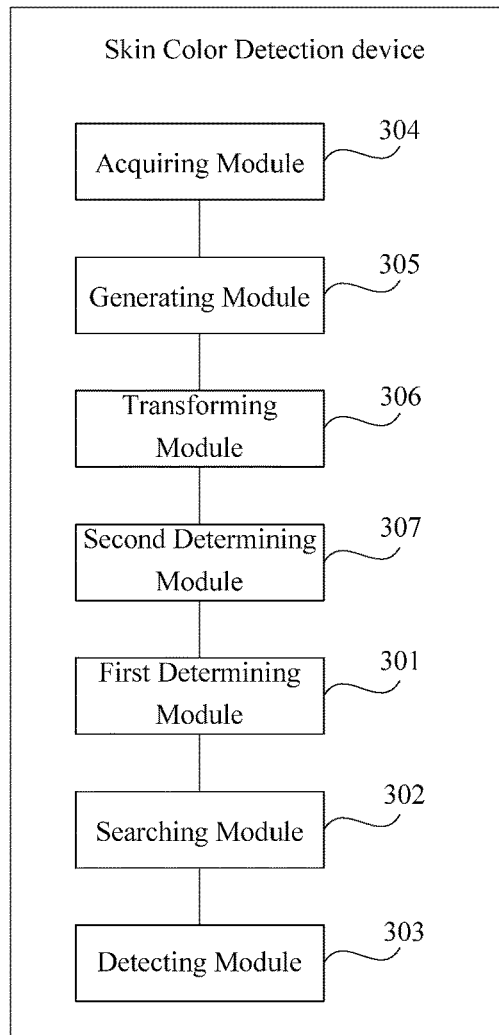 Skin Color Detection device
304
Acquiring Module
305
Generating Module
306
Transforming
Module
307
Second Determining
Module
301
First Determining
Module
302
Searching Module
303
Detecting Module